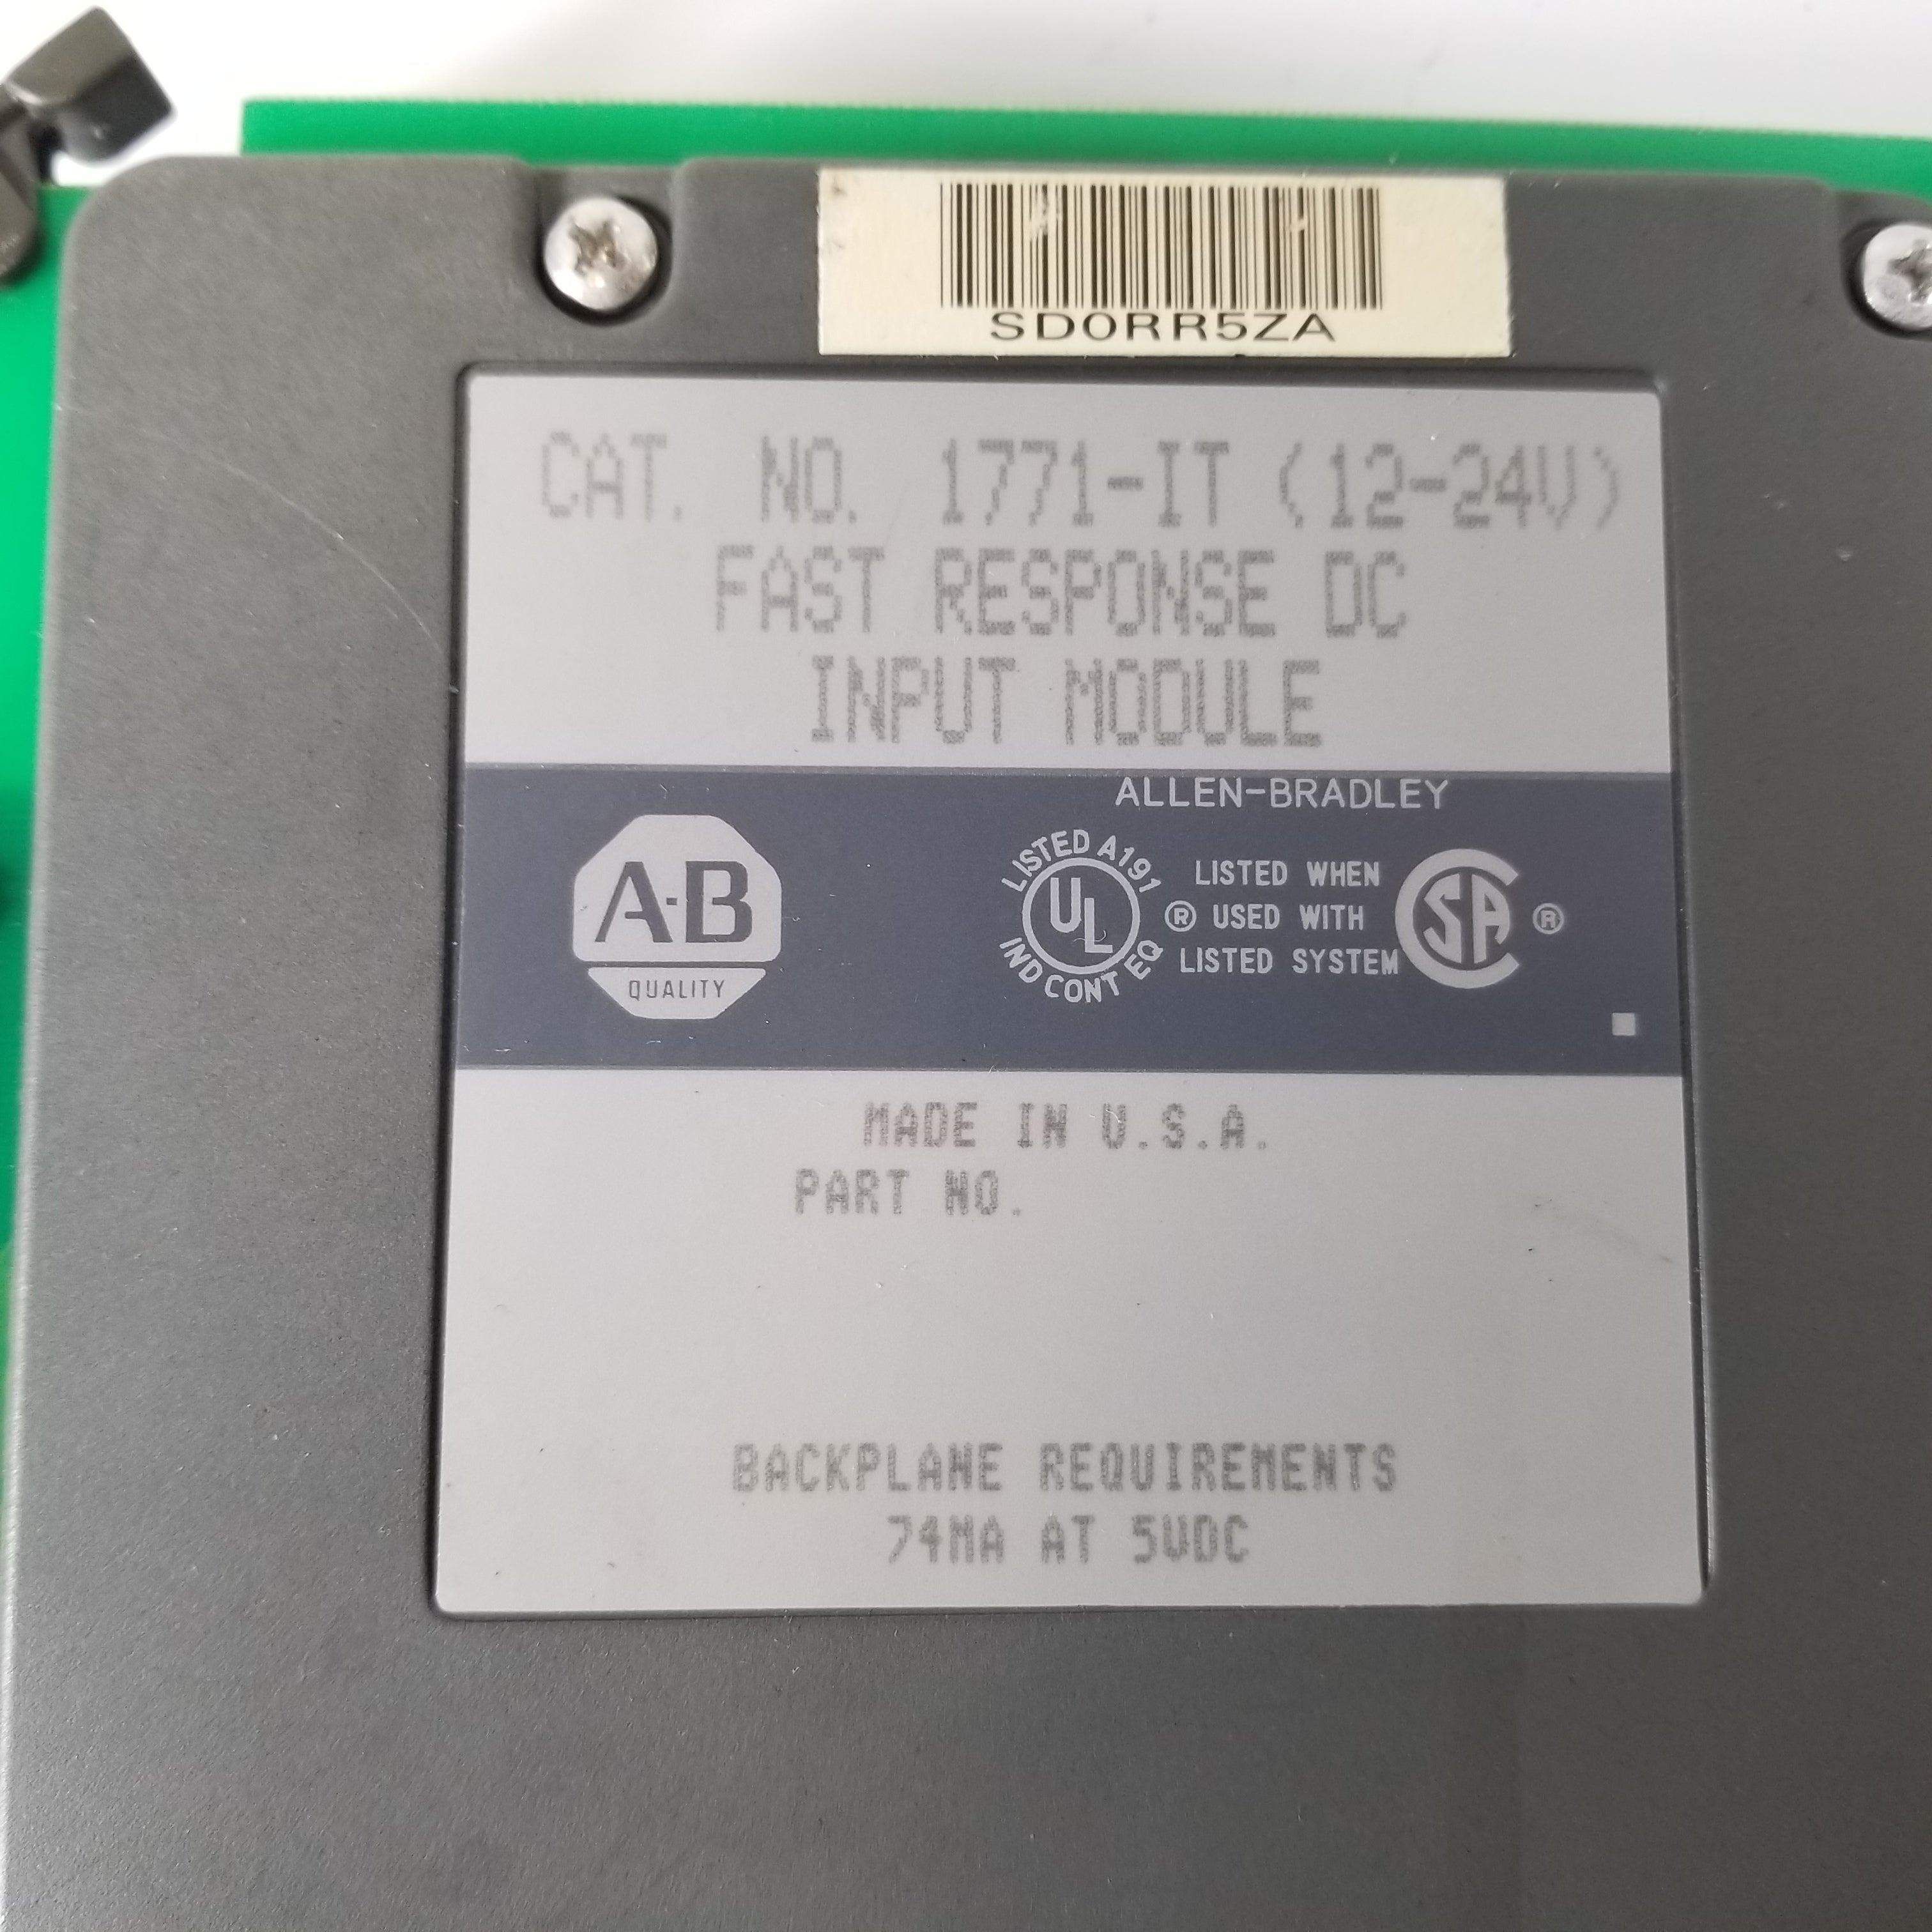 SD0RR5ZA
CAT. NO. 1771-IT (12-24V)
FAST RESPONSE DC
INPUT MODULE
ALLEN-BRADLEY
A-B
QUALITY
LISTED A191
UL
IND CONT EQ
®
LISTED WHEN
USED WITH
LISTED SYSTEM
SA
®
MADE IN U.S.A.
PART NO.
BACKPLANE REQUIREMENTS
74MA AT 5VDC